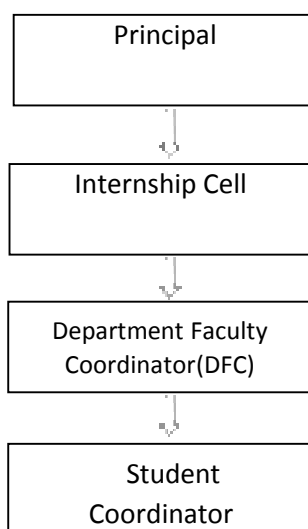 Principal
Internship Cell
Department Faculty
Coordinator(DFC)
Student
Coordinator